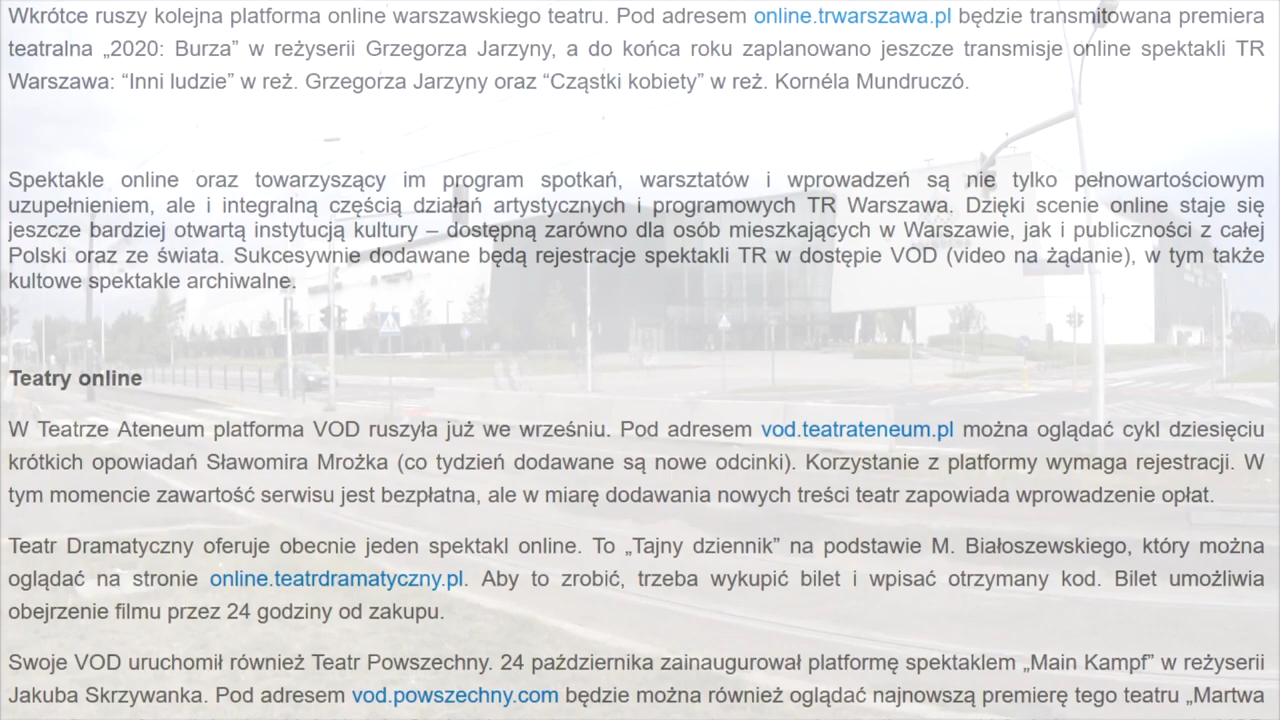 Wkrótce ruszy kolejna platforma online warszawskiego teatru. Pod adresem online.trwarszawa.pl będzie transmitowana premiera
teatralna „2020: Burza” w reżyserii Grzegorza Jarzyny, a do końca roku zaplanowano jeszcze transmisje online spektakli TR
Warszawa: “Inni ludzie” w reż. Grzegorza Jarzyny oraz “Cząstki kobiety” w reż. Kornéla Mundruczó.
Spektakle online oraz towarzyszący im program spotkań, warsztatów i wprowadzeń są nie tylko pełnowartościowym
uzupełnieniem, ale i integralną częścią działań artystycznych i programowych TR Warszawa. Dzięki scenie online staje się
jeszcze bardziej otwartą instytucją kultury – dostępną zarówno dla osób mieszkających w Warszawie, jak i publiczności z całej
Polski oraz ze świata. Sukcesywnie dodawane będą rejestracje spektakli TR w dostępie VOD (video na żądanie), w tym także
kultowe spektakle archiwalne.
Teatry online
W Teatrze Ateneum platforma VOD ruszyła już we wrześniu. Pod adresem vod.teatrateneum.pl można oglądać cykl dziesięciu
krótkich opowiadań Sławomira Mrożka (co tydzień dodawane są nowe odcinki). Korzystanie z platformy wymaga rejestracji. W
tym momencie zawartość serwisu jest bezpłatna, ale w miarę dodawania nowych treści teatr zapowiada wprowadzenie opłat.
Teatr Dramatyczny oferuje obecnie jeden spektakl online. To „Tajny dziennik” na podstawie M. Białoszewskiego, który można
oglądać na stronie online.teatrdramatyczny.pl. Aby to zrobić, trzeba wykupić bilet i wpisać otrzymany kod. Bilet umożliwia
obejrzenie filmu przez 24 godziny od zakupu.
Swoje VOD uruchomił również Teatr Powszechny. 24 października zainaugurował platformę spektaklem „Main Kampf” w reżyserii
Jakuba Skrzywanka. Pod adresem vod.powszechny.com będzie można również oglądać najnowszą premierę tego teatru „Martwa